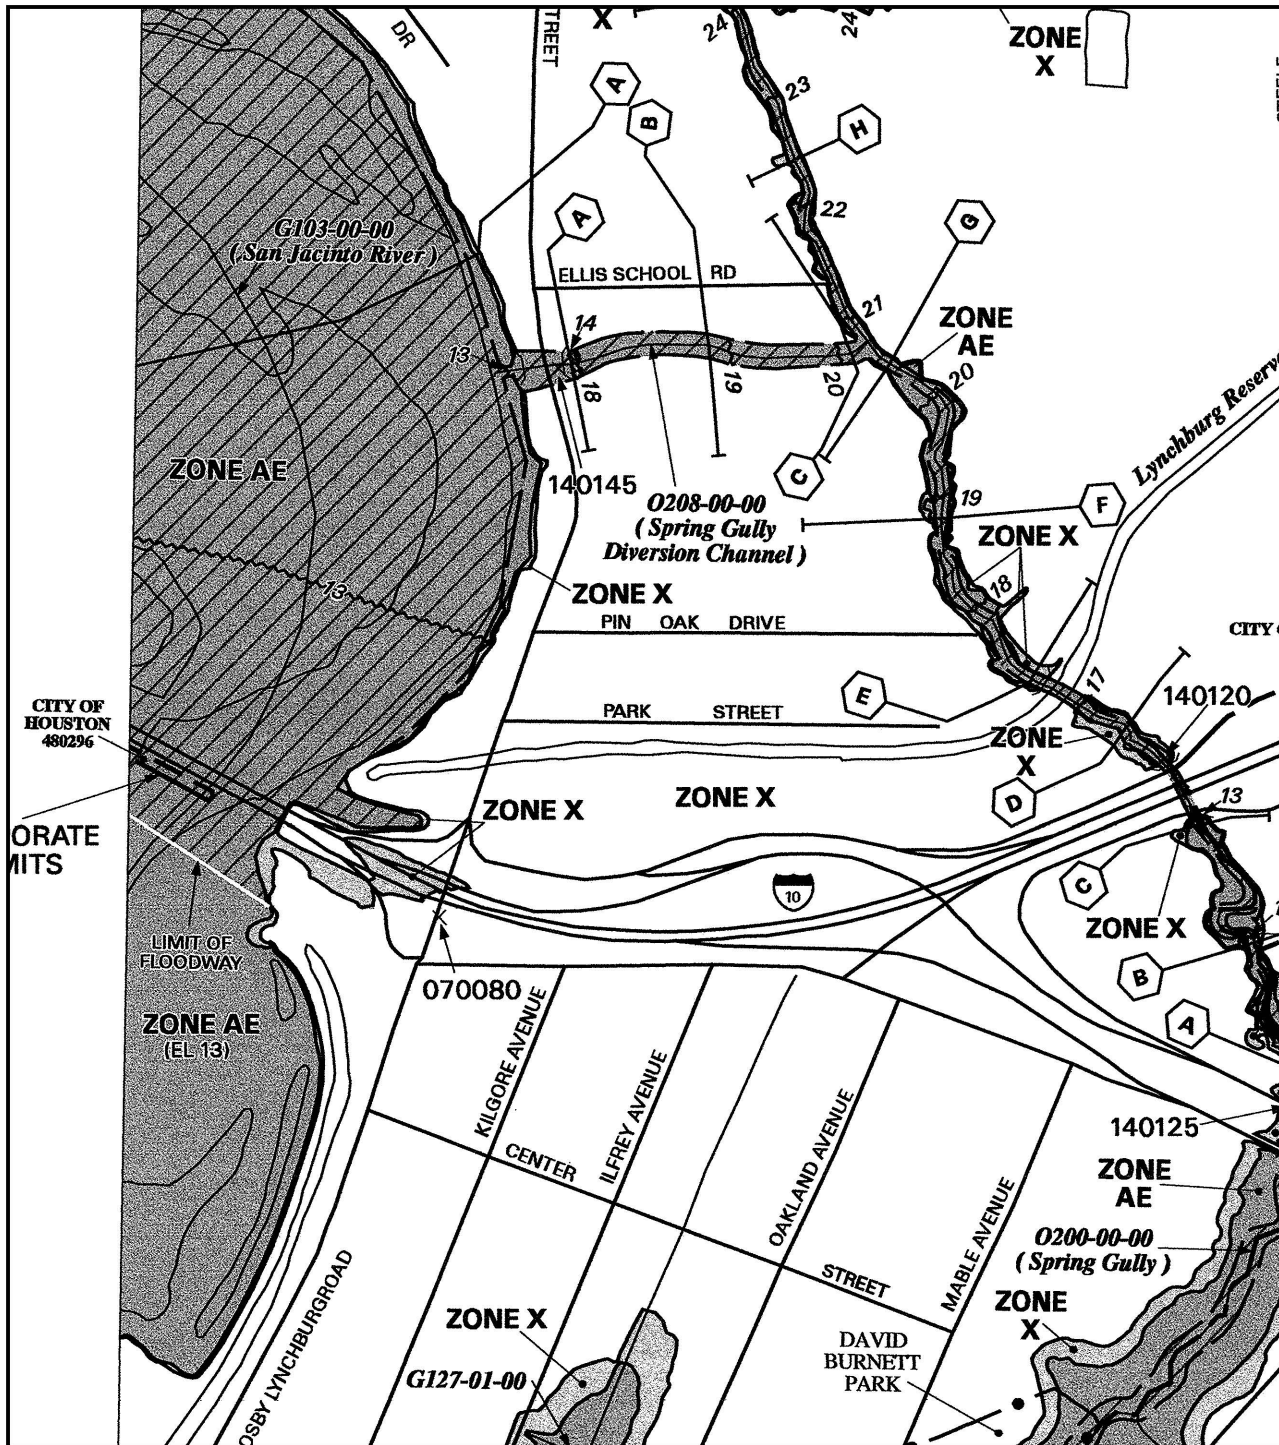 DR
STREET
X
24
24
ZONE
X
A
B
23
H
A
22
G
G103-00-00
( San Jacinto River )
ELLIS SCHOOL RD
21
ZONE
AE
14
13
18
19
20
20
Lynchburg Reserv
ZONE AE
140145
C
O208-00-00
( Spring Gully
Diversion Channel )
19
F
ZONE X
13
ZONE X
18
PIN OAK DRIVE
CITY
CITY OF
HOUSTON
480296
E
17
140120
PARK STREET
ZONE
X
ZONE X
ZONE X
D
13
ORATE
MITS
10
C
ZONE X
LIMIT OF
FLOODWAY
B
070080
ZONE AE
(EL 13)
A
KILGORE AVENUE
ILFREY AVENUE
OAKLAND AVENUE
MABLE AVENUE
CENTER
STREET
140125
ZONE
AE
O200-00-00
( Spring Gully )
OSBY LYNCHBURG ROAD
ZONE X
ZONE
X
G127-01-00
DAVID
BURNETT
PARK